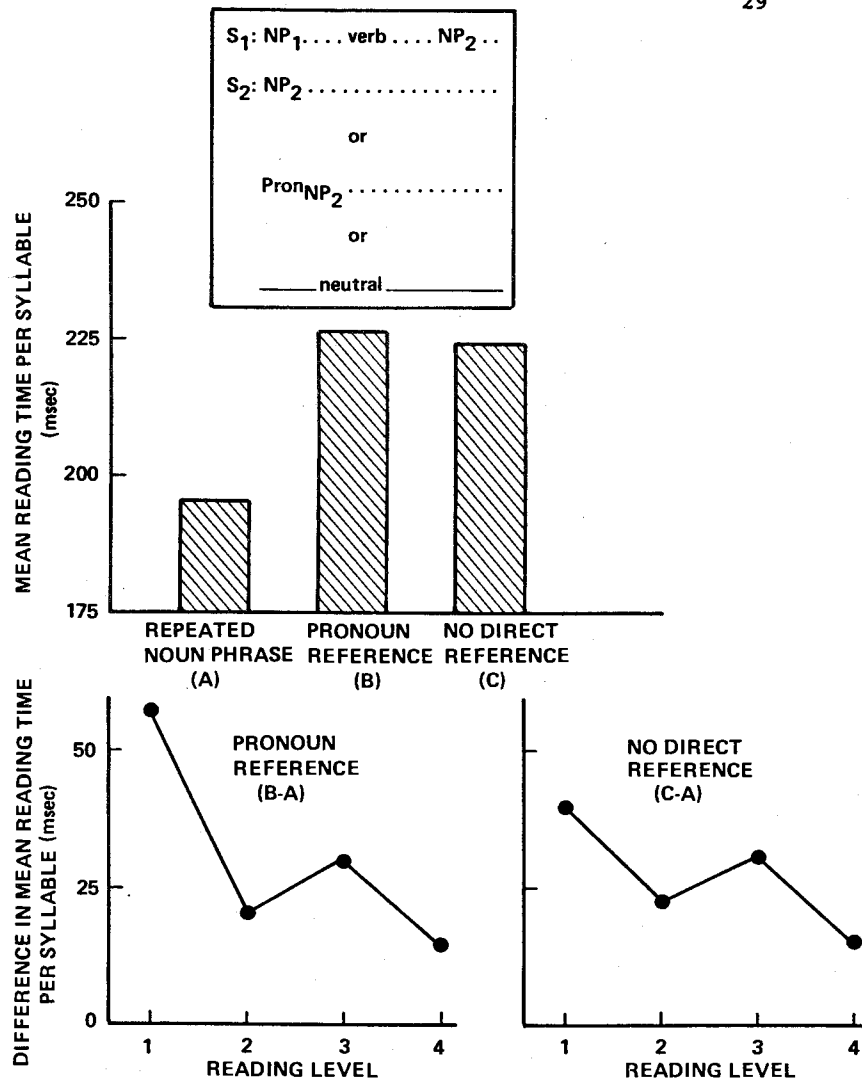 29
S1: NP1.... verb .... NP2 ..
S2: NP2 ..................
or
PronNP2 ..............
or
_____neutral__________
MEAN READING TIME PER SYLLABLE
(msec)
250
225
200
175
REPEATED
NOUN PHRASE
(A)
PRONOUN
REFERENCE
(B)
NO DIRECT
REFERENCE
(C)
DIFFERENCE IN MEAN READING TIME
PER SYLLABLE (msec)
50
25
0
PRONOUN
REFERENCE
(B-A)
1 2 3 4
READING LEVEL
NO DIRECT
REFERENCE
(C-A)
1 2 3 4
READING LEVEL